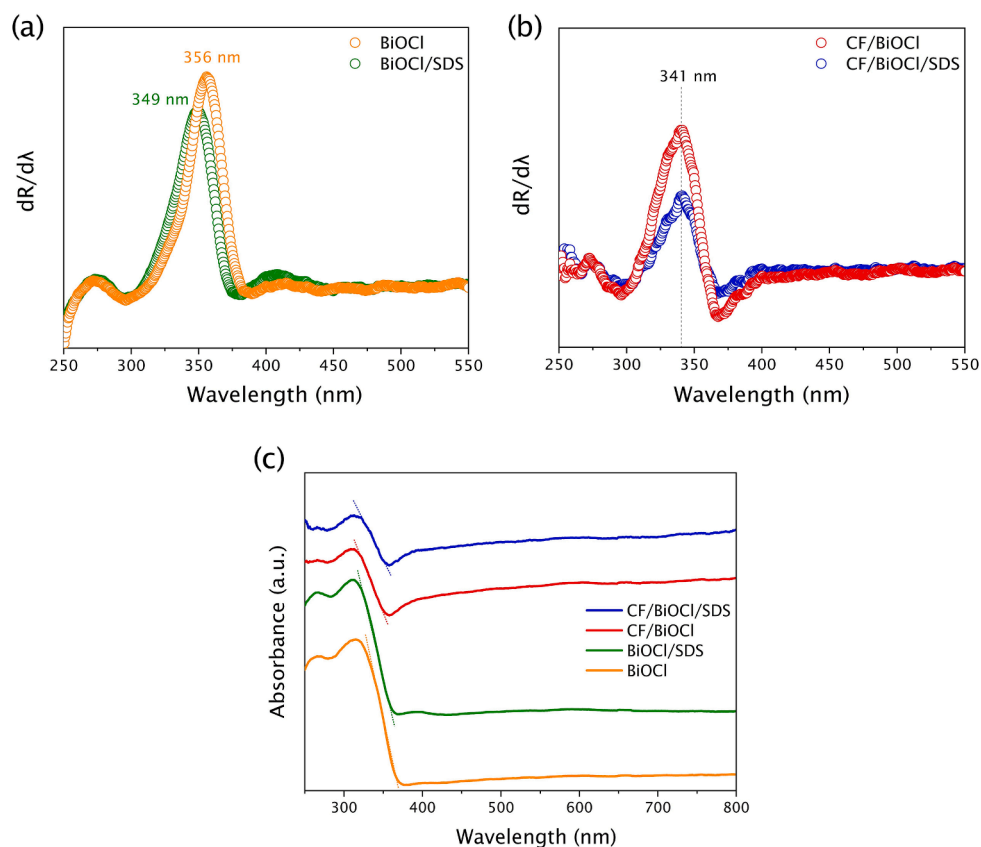 (a)
BiOCl
BiOCl/SDS
356 nm
349 nm
dR/dλ
250 300 350 400 450 500 550
Wavelength (nm)
(b)
CF/BiOCl
CF/BiOCl/SDS
341 nm
dR/dλ
250 300 350 400 450 500 550
Wavelength (nm)
(c)
Absorbance (a.u.)
CF/BiOCl/SDS
CF/BiOCl
BiOCl/SDS
BiOCl
300 400 500 600 700 800
Wavelength (nm)